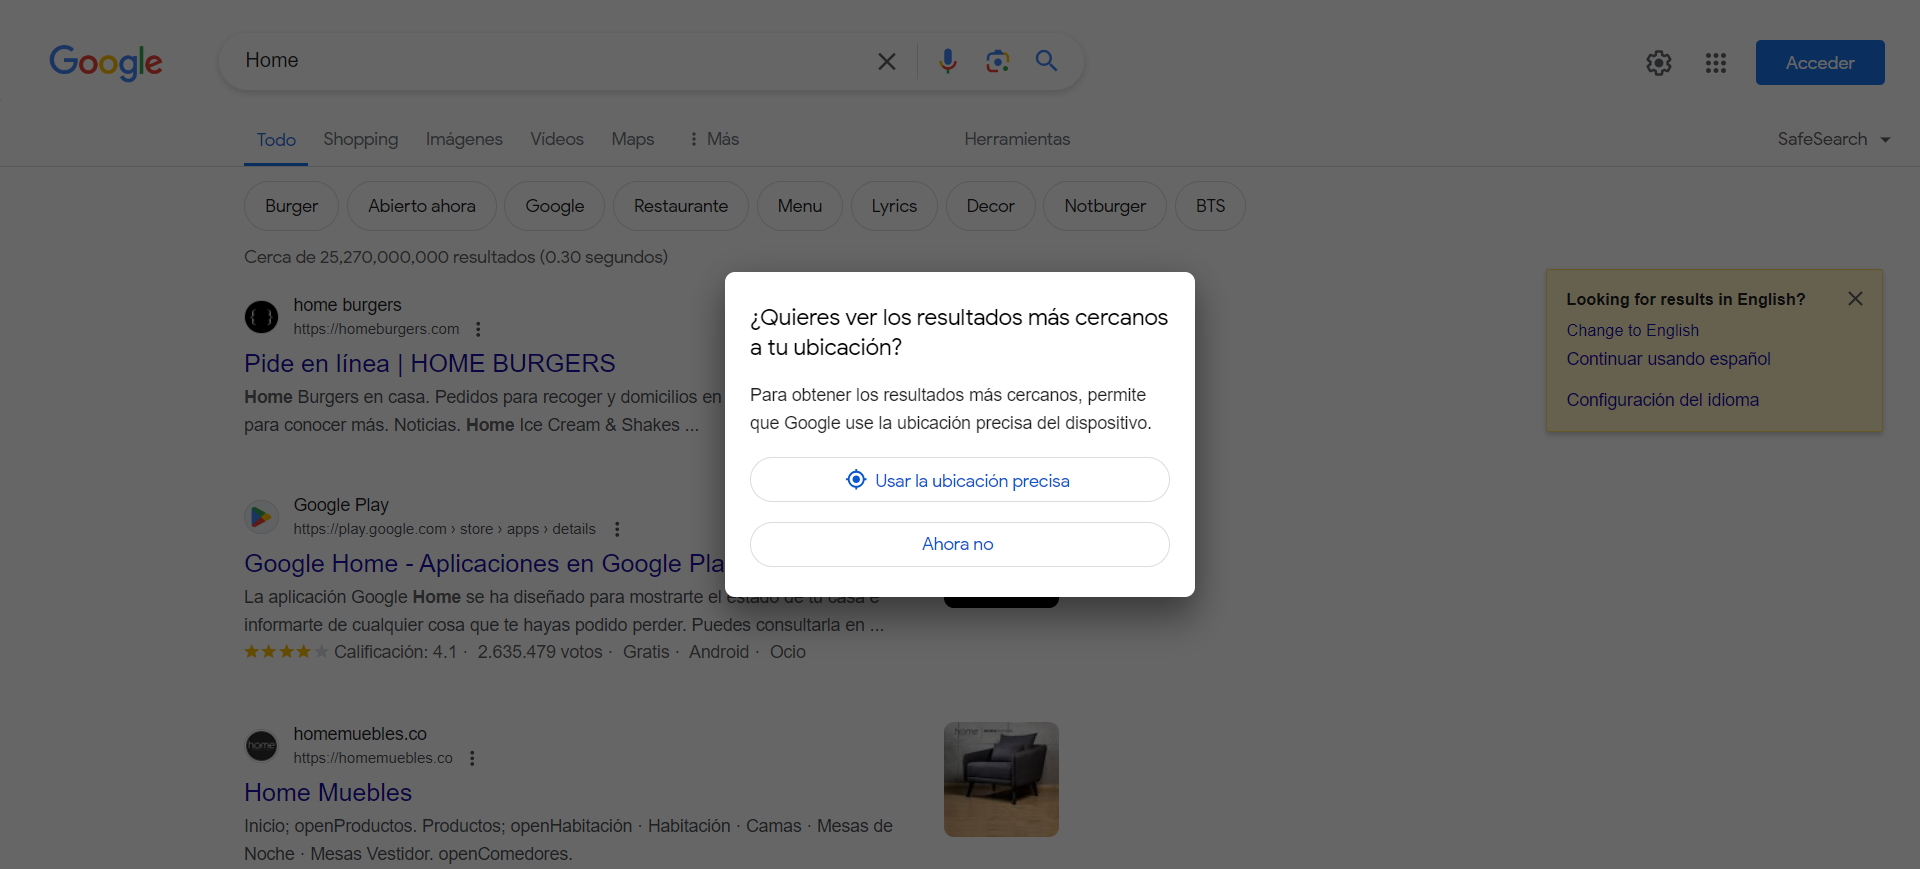 Google
Home
Acceder
Todo
Shopping
Imágenes
Videos
Maps
Más
Herramientas
SafeSearch
Burger
Abierto ahora
Google
Restaurante
Menu
Lyrics
Decor
Notburger
BTS
Cerca de 25,270,000,000 resultados (0.30 segundos)
home burgers
https://homeburgers.com
Pide en línea | HOME BURGERS
Home Burgers en casa. Pedidos para recoger y domicilios en
para conocer más. Noticias. Home Ice Cream & Shakes ...
Google Play
https://play.google.com › store › apps › details
Google Home - Aplicaciones en Google Pla
La aplicación Google Home se ha diseñado para mostrarte el estado de tu casa e
informarte de cualquier cosa que te hayas podido perder. Puedes consultarla en ...
Calificación: 4.1 · 2.635.479 votos · Gratis · Android · Ocio
home
homemuebles.co
https://homemuebles.co
Home Muebles
Inicio; openProductos. Productos; openHabitación · Habitación · Camas · Mesas de
Noche · Mesas Vestidor. openComedores.
home
¿Quieres ver los resultados más cercanos
a tu ubicación?
Para obtener los resultados más cercanos, permite
que Google use la ubicación precisa del dispositivo.
Usar la ubicación precisa
Ahora no
Looking for results in English?
Change to English
Continuar usando español
Configuración del idioma